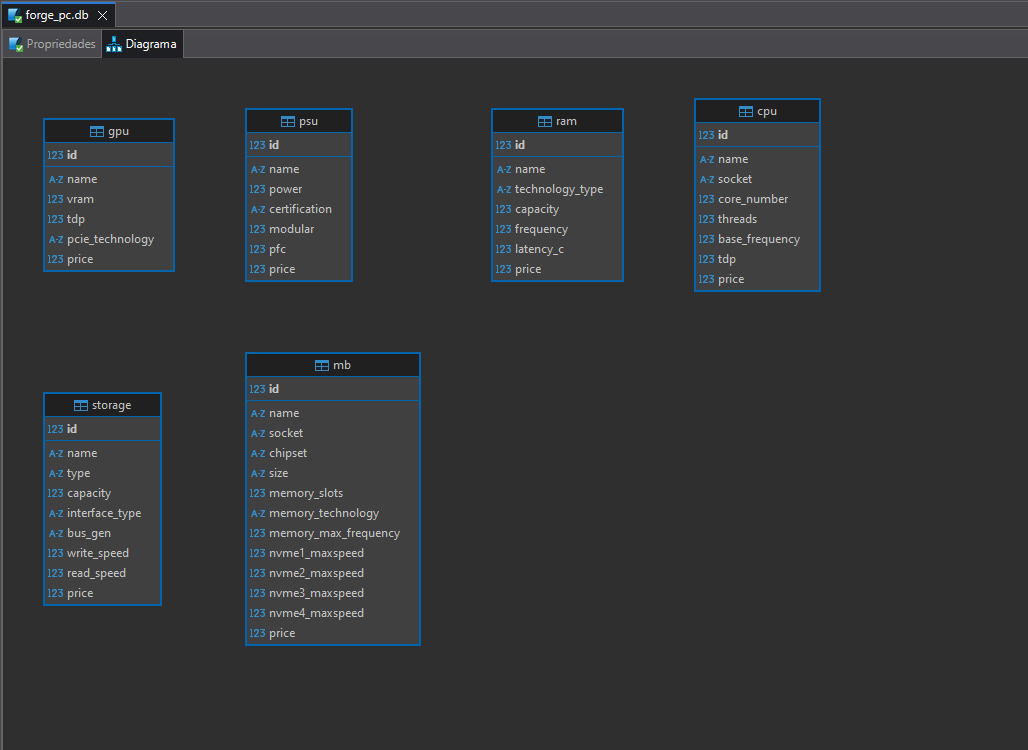 forge_pc.db
Propriedades
Diagrama
gpu
123 id
A-Z name
123 vram
123 tdp
A-Z pcie_technology
123 price
psu
123 id
A-Z name
123 power
A-Z certification
123 modular
123 pfc
123 price
ram
123 id
A-Z name
A-Z technology_type
123 capacity
123 frequency
123 latency_c
123 price
cpu
123 id
A-Z name
A-Z socket
123 core_number
123 threads
123 base_frequency
123 tdp
123 price
storage
123 id
A-Z name
A-Z type
123 capacity
A-Z interface_type
A-Z bus_gen
123 write_speed
123 read_speed
123 price
mb
123 id
A-Z name
A-Z socket
A-Z chipset
A-Z size
123 memory_slots
A-Z memory_technology
123 memory_max_frequency
123 nvme1_maxspeed
123 nvme2_maxspeed
123 nvme3_maxspeed
123 nvme4_maxspeed
123 price